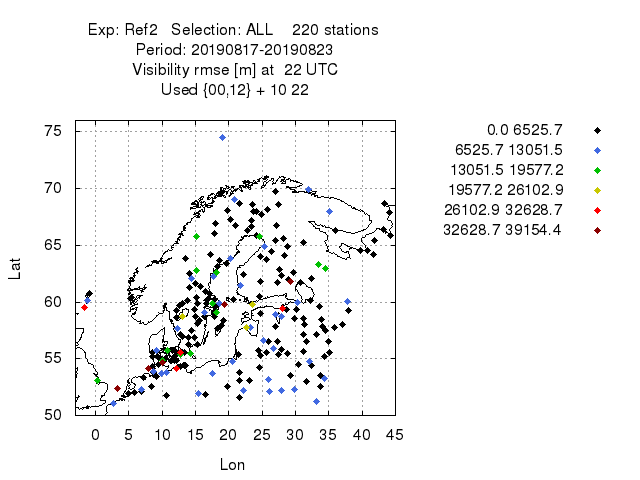 Exp: Ref2 Selection: ALL 220 stations
Period: 20190817-20190823
Visibility rmse [m] at 22 UTC
Used {00,12} + 10 22
0.0 6525.7
6525.7 13051.5
13051.5 19577.2
19577.2 26102.9
26102.9 32628.7
32628.7 39154.4
Lat
75
70
65
60
55
50
0 5 10 15 20 25 30 35 40 45
Lon